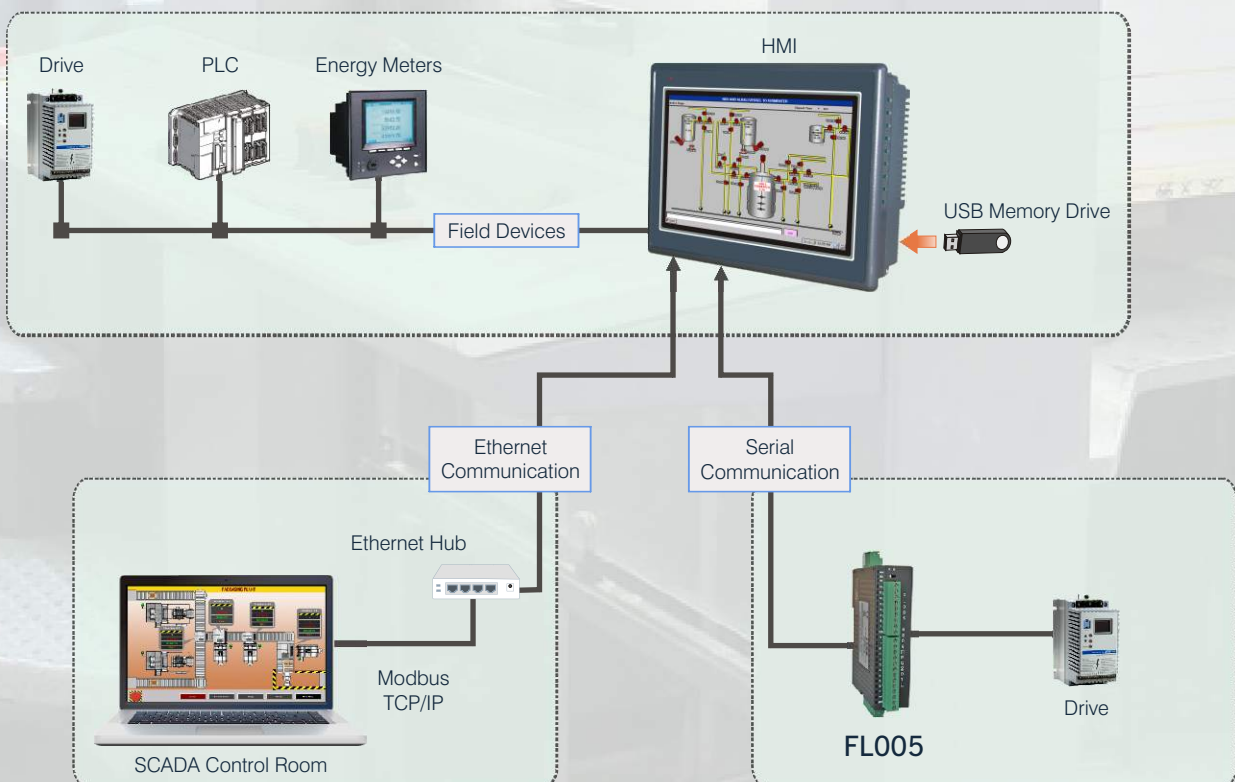 HMI
Drive
PLC
Energy Meters
Field Devices
USB Memory Drive
Ethernet
Communication
Serial
Communication
Ethernet Hub
Modbus
TCP/IP
SCADA Control Room
FL005
Drive